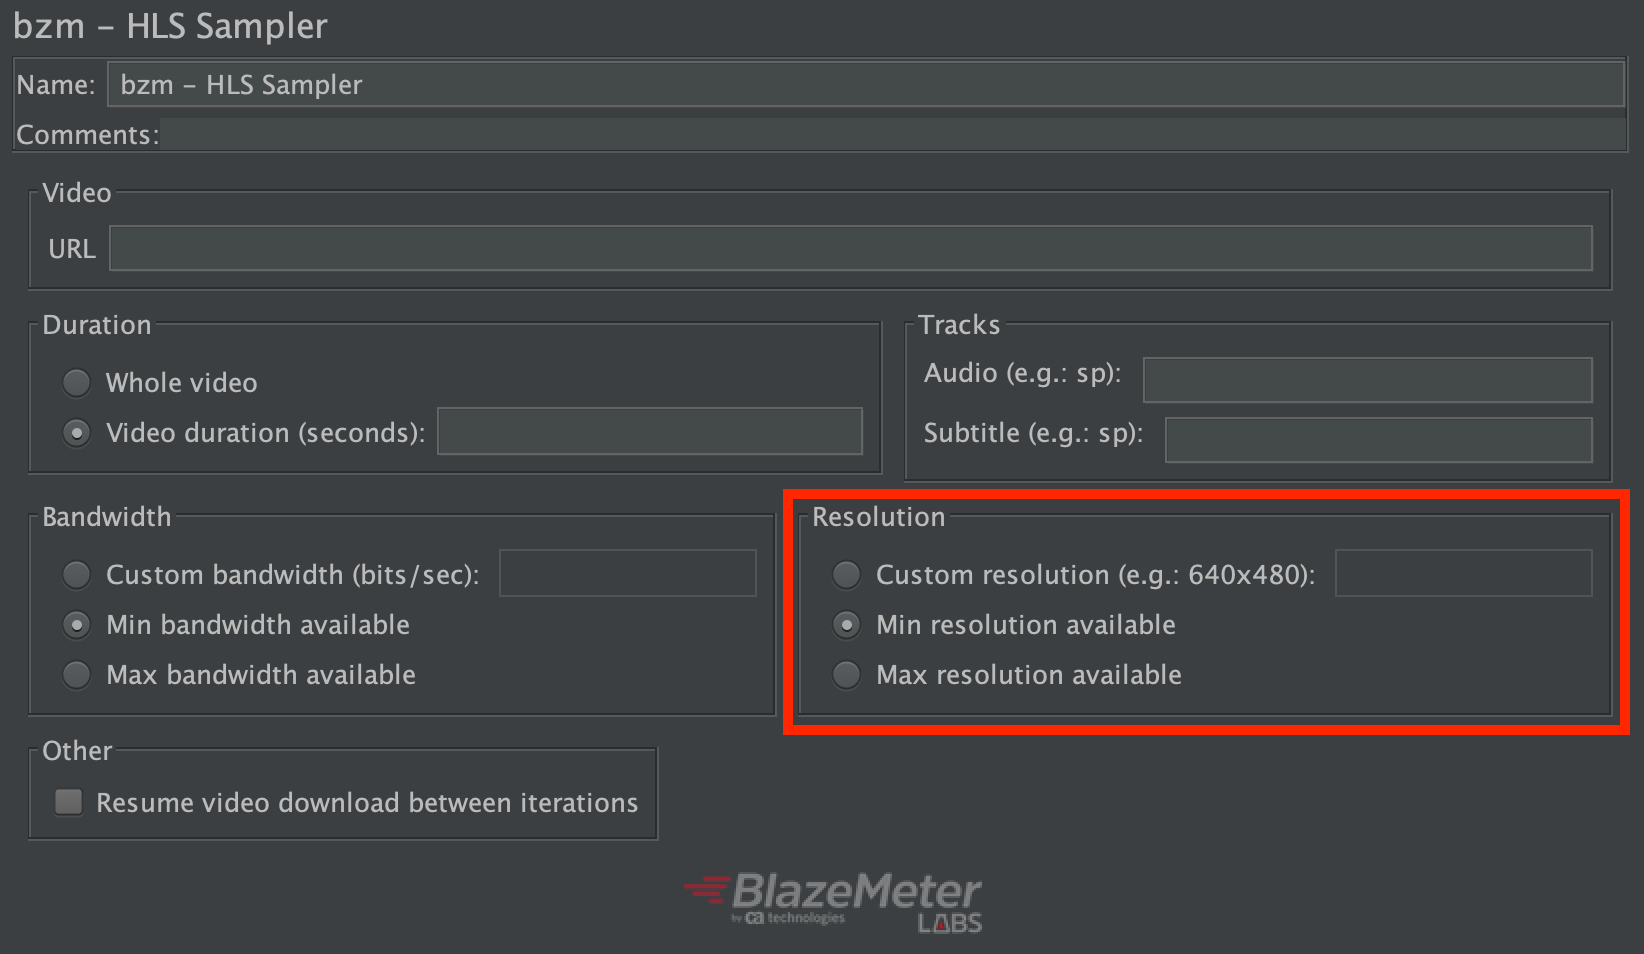 bzm – HLS Sampler
Name: bzm – HLS Sampler
Comments:
Video
URL
Duration
Whole video
Video duration (seconds):
Tracks
Audio (e.g.: sp):
Subtitle (e.g.: sp):
Bandwidth
Custom bandwidth (bits/sec):
Min bandwidth available
Max bandwidth available
Resolution
Custom resolution (e.g.: 640x480):
Min resolution available
Max resolution available
Other
Resume video download between iterations
BlazeMeter
by ca technologies
LABS